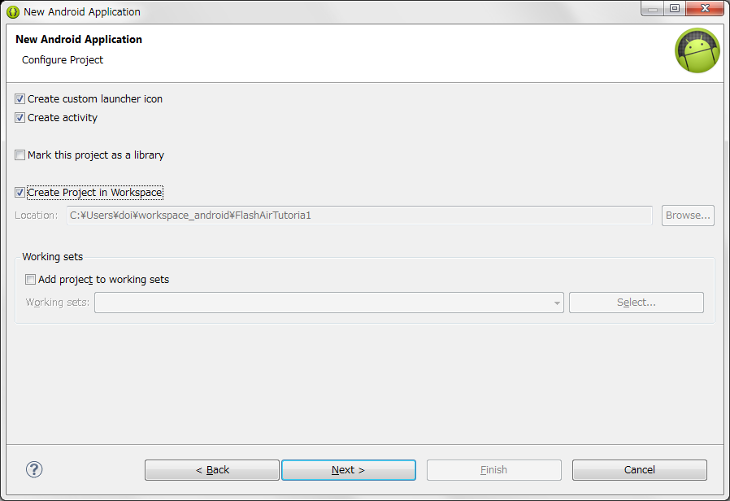 New Android Application
New Android Application
Configure Project
Create custom launcher icon
Create activity
Mark this project as a library
Create Project in Workspace
Location: C:¥Users¥doi¥workspace_android¥FlashAirTutoria1 Browse...
Working sets
Add project to working sets
Working sets: Select...
? < Back Next > Finish Cancel